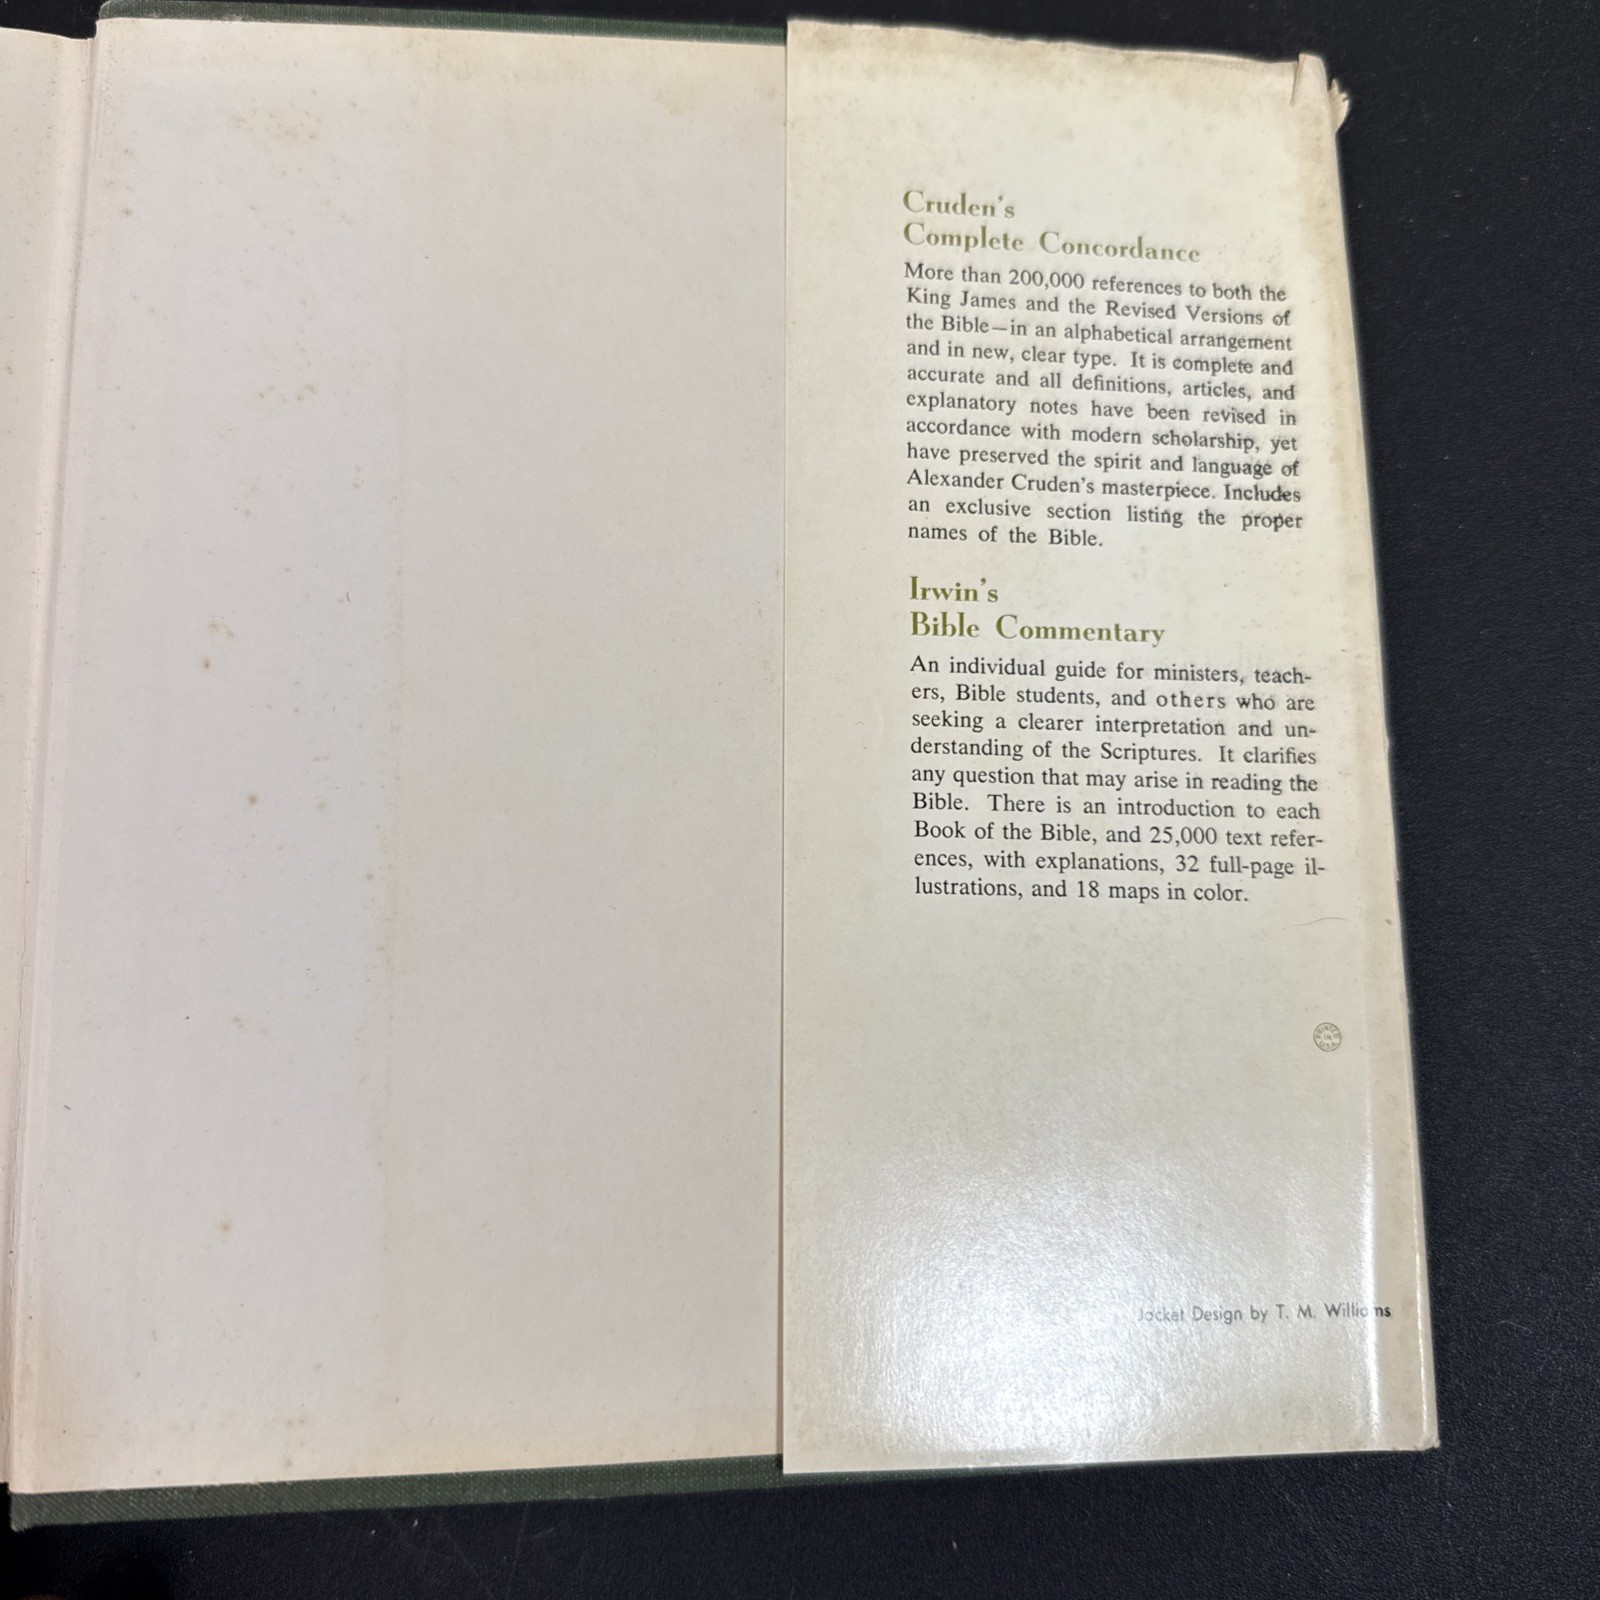 Cruden's
Complete Concordance
More than 200,000 references to both the
King James and the Revised Versions of
the Bible—in an alphabetical arrangement
and in new, clear type. It is complete and
accurate and all definitions, articles, and
explanatory notes have been revised in
accordance with modern scholarship, yet
have preserved the spirit and language of
Alexander Cruden's masterpiece. Includes
an exclusive section listing the proper
names of the Bible.
Irwin's
Bible Commentary
An individual guide for ministers, teach-
ers, Bible students, and others who are
seeking a clearer interpretation and un-
derstanding of the Scriptures. It clarifies
any question that may arise in reading the
Bible. There is an introduction to each
Book of the Bible, and 25,000 text refer-
ences, with explanations, 32 full-page il-
lustrations, and 18 maps in color.
PRINTED
IN
U.S.A.
Jacket Design by T. M. Williams